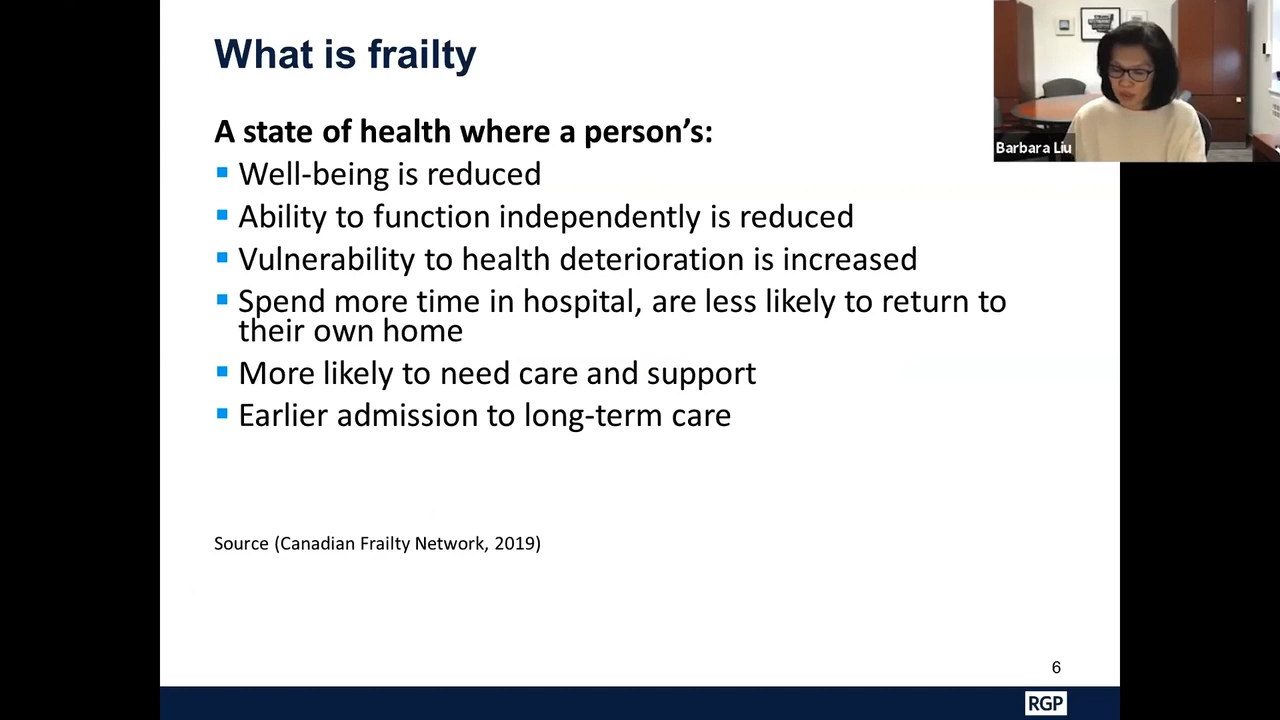 What is frailty
A state of health where a person’s:
Well-being is reduced
Ability to function independently is reduced
Vulnerability to health deterioration is increased
Spend more time in hospital, are less likely to return to
their own home
More likely to need care and support
Earlier admission to long-term care
Source (Canadian Frailty Network, 2019)
6
RGP
Barbara Liu